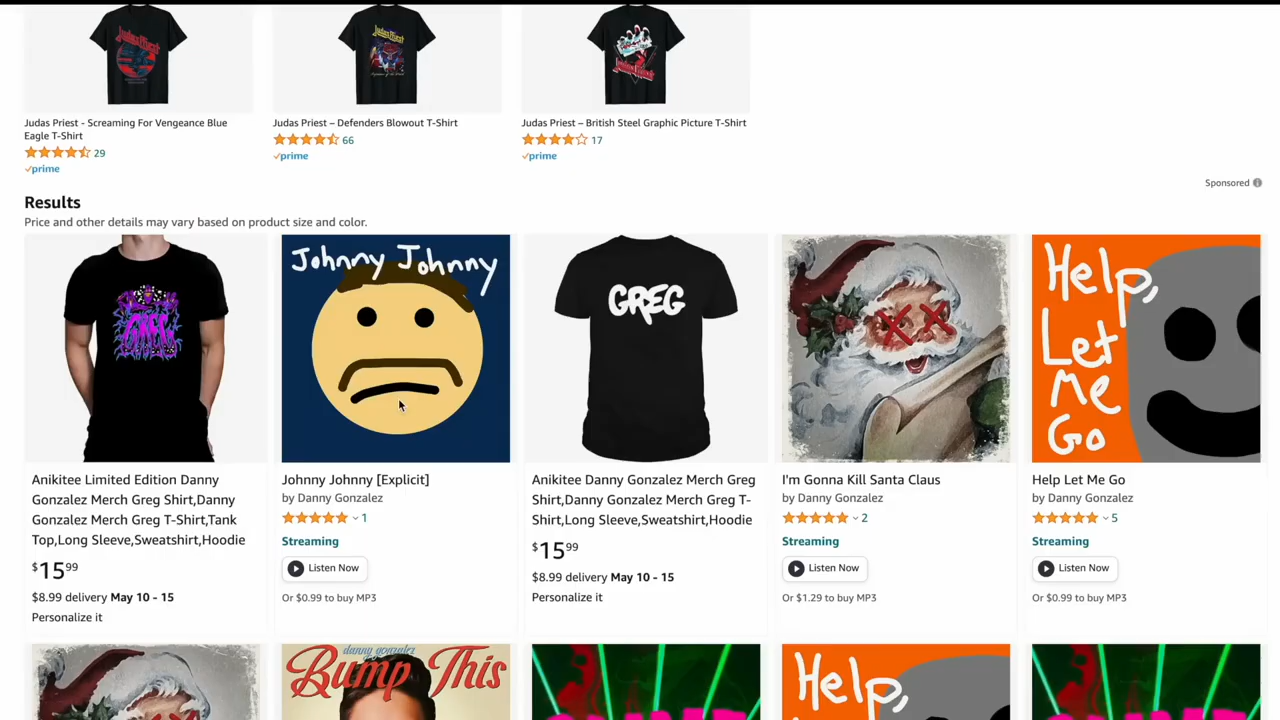 Judas Priest - Screaming For Vengeance Blue
Eagle T-Shirt
29
prime
Judas Priest – Defenders Blowout T-Shirt
66
prime
Judas Priest – British Steel Graphic Picture T-Shirt
17
prime
Sponsored
Results
Price and other details may vary based on product size and color.
GREG
Anikitee Limited Edition Danny
Gonzalez Merch Greg Shirt,Danny
Gonzalez Merch Greg T-Shirt,Tank
Top,Long Sleeve,Sweatshirt,Hoodie
$15.99
$8.99 delivery May 10 - 15
Personalize it
Johnny Johnny
Johnny Johnny [Explicit]
by Danny Gonzalez
1
Streaming
Listen Now
Or $0.99 to buy MP3
GREG
Anikitee Danny Gonzalez Merch Greg
Shirt,Danny Gonzalez Merch Greg T-
Shirt,Long Sleeve,Sweatshirt,Hoodie
$15.99
$8.99 delivery May 10 - 15
Personalize it
I'm Gonna Kill Santa Claus
by Danny Gonzalez
2
Streaming
Listen Now
Or $1.29 to buy MP3
Help,
Let
Me
Go
Help Let Me Go
by Danny Gonzalez
5
Streaming
Listen Now
Or $0.99 to buy MP3
danny gonzalez
Bump This
Help,